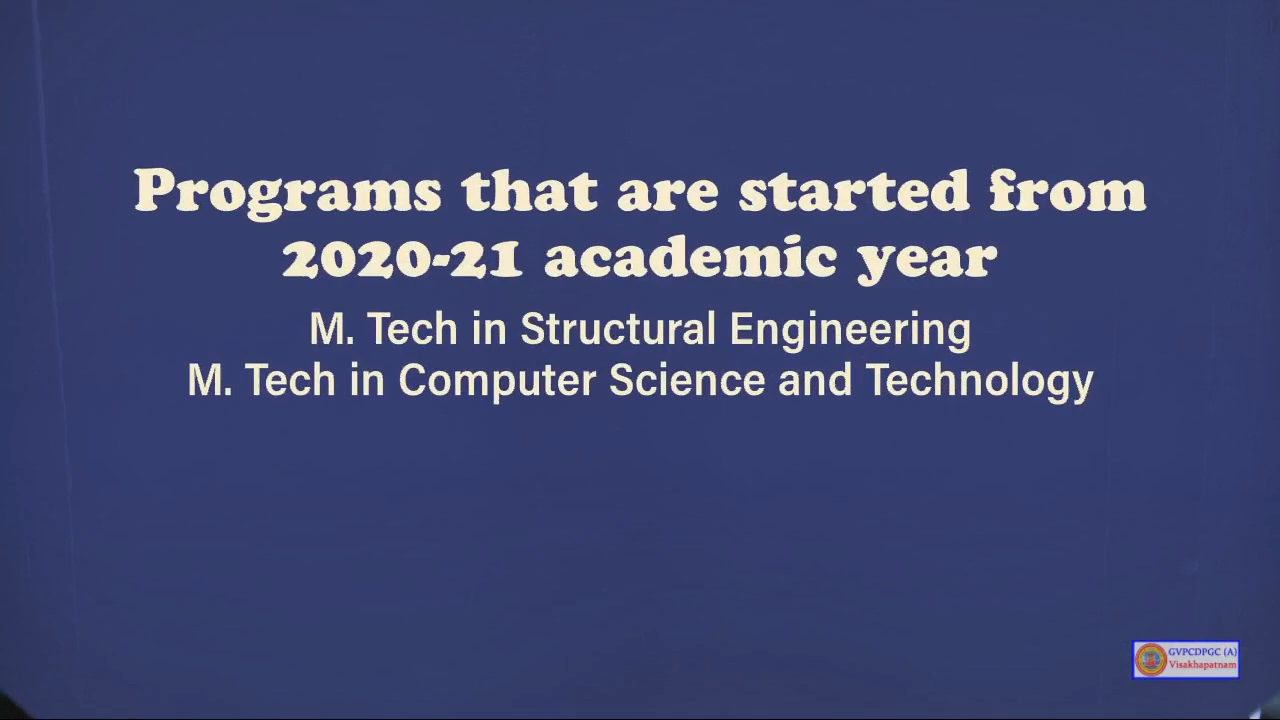 Programs that are started from
2020-21 academic year
M. Tech in Structural Engineering
M. Tech in Computer Science and Technology
GVPCDPGC (A)
Visakhapatnam